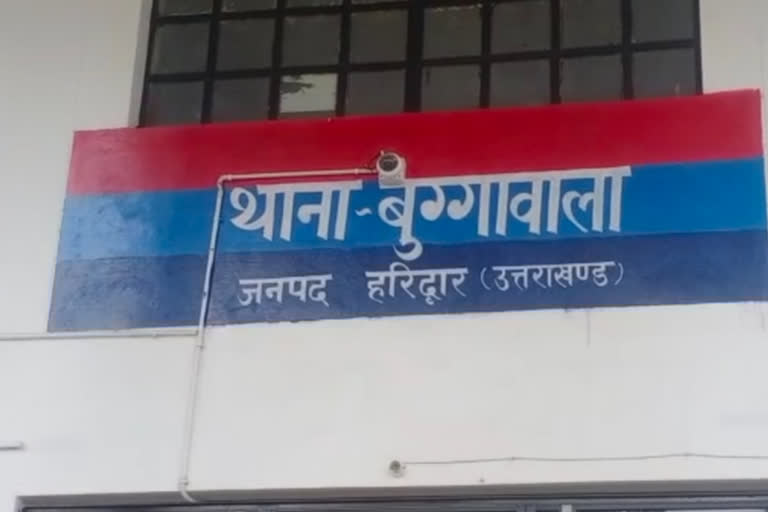 थाना-बुग्गावाला
जनपद हरिद्वार (उत्तराखण्ड)